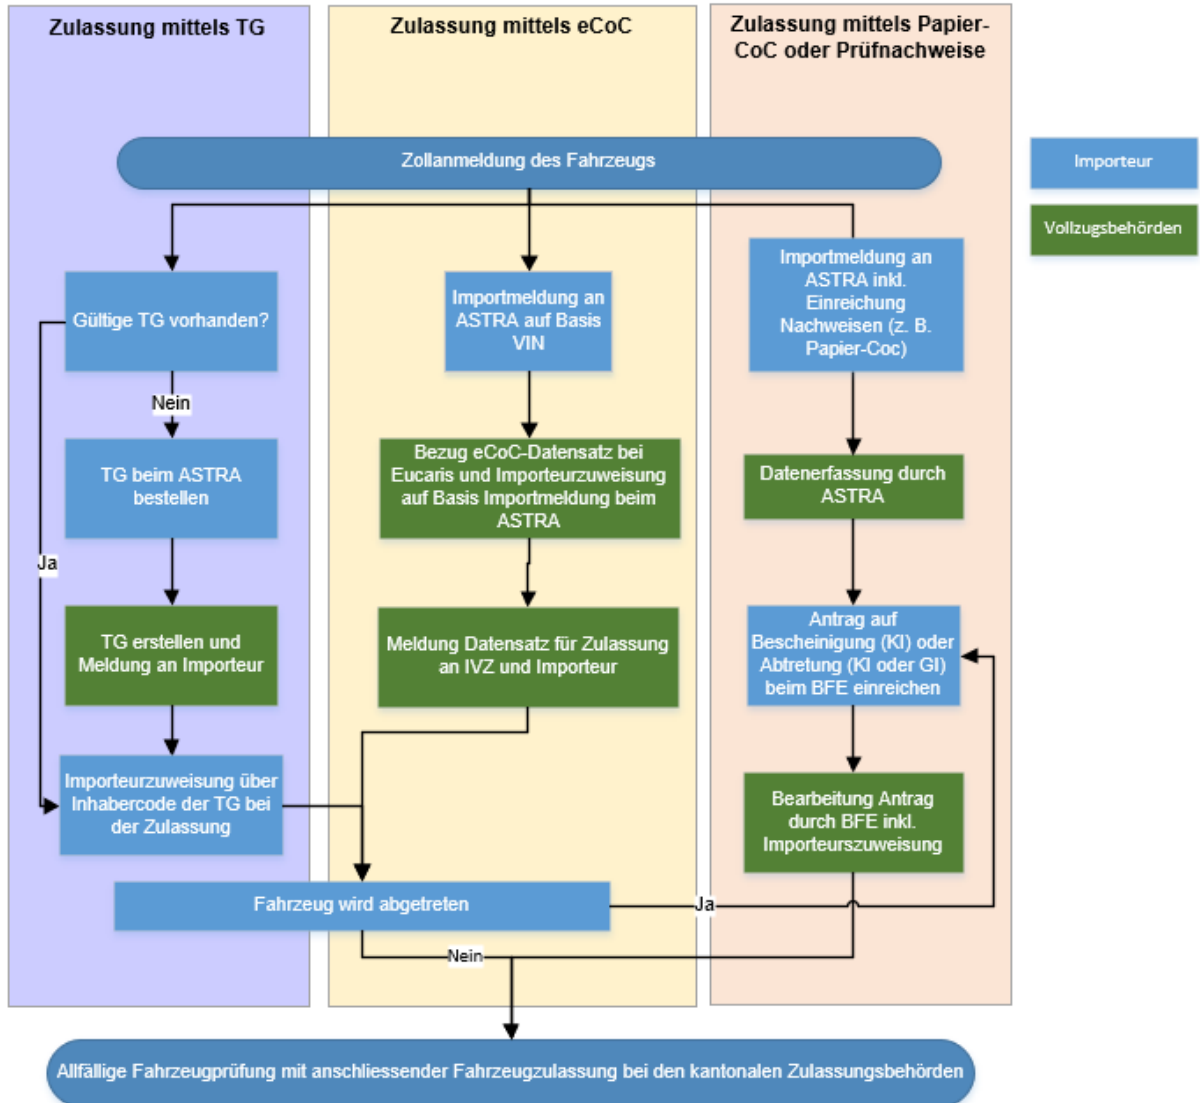 Zulassung mittels TG
Zulassung mittels eCoC
Zulassung mittels Papier-
CoC oder Prüfnachweise
Zollanmeldung des Fahrzeugs
Importeur
Vollzugsbehörden
Gültige TG vorhanden?
Importmeldung an
ASTRA auf Basis
VIN
Importmeldung an
ASTRA inkl.
Einreichung
Nachweisen (z. B.
Papier-Coc)
Nein
TG beim ASTRA
bestellen
Bezug eCoC-Datensatz bei
Eucaris und Importeurzuweisung
auf Basis Importmeldung beim
ASTRA
Datenerfassung durch
ASTRA
Ja
TG erstellen und
Meldung an Importeur
Meldung Datensatz für Zulassung
an IVZ und Importeur
Antrag auf
Bescheinigung (KI) oder
Abtretung (KI oder GI)
beim BFE einreichen
Importeurzuweisung über
Inhabercode der TG bei
der Zulassung
Bearbeitung Antrag
durch BFE inkl.
Importeurszuweisung
Fahrzeug wird abgetreten
Ja
Nein
Allfällige Fahrzeugprüfung mit anschliessender Fahrzeugzulassung bei den kantonalen Zulassungsbehörden